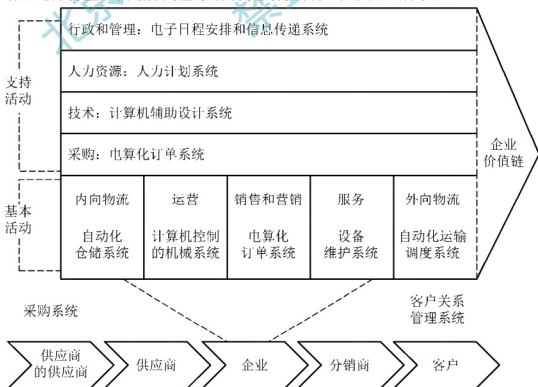 行政和管理：电子日程安排和信息传递系统
人力资源：人力计划系统
技术：计算机辅助设计系统
采购：电算化订单系统
支持
活动
企业
价值链
基本
活动
内向物流
自动化
仓储系统
运营
计算机控制
的机械系统
销售和营销
电算化
订单系统
服务
设备
维护系统
外向物流
自动化运输
调度系统
采购系统
客户关系
管理系统
供应商
的供应商
供应商
企业
分销商
客户